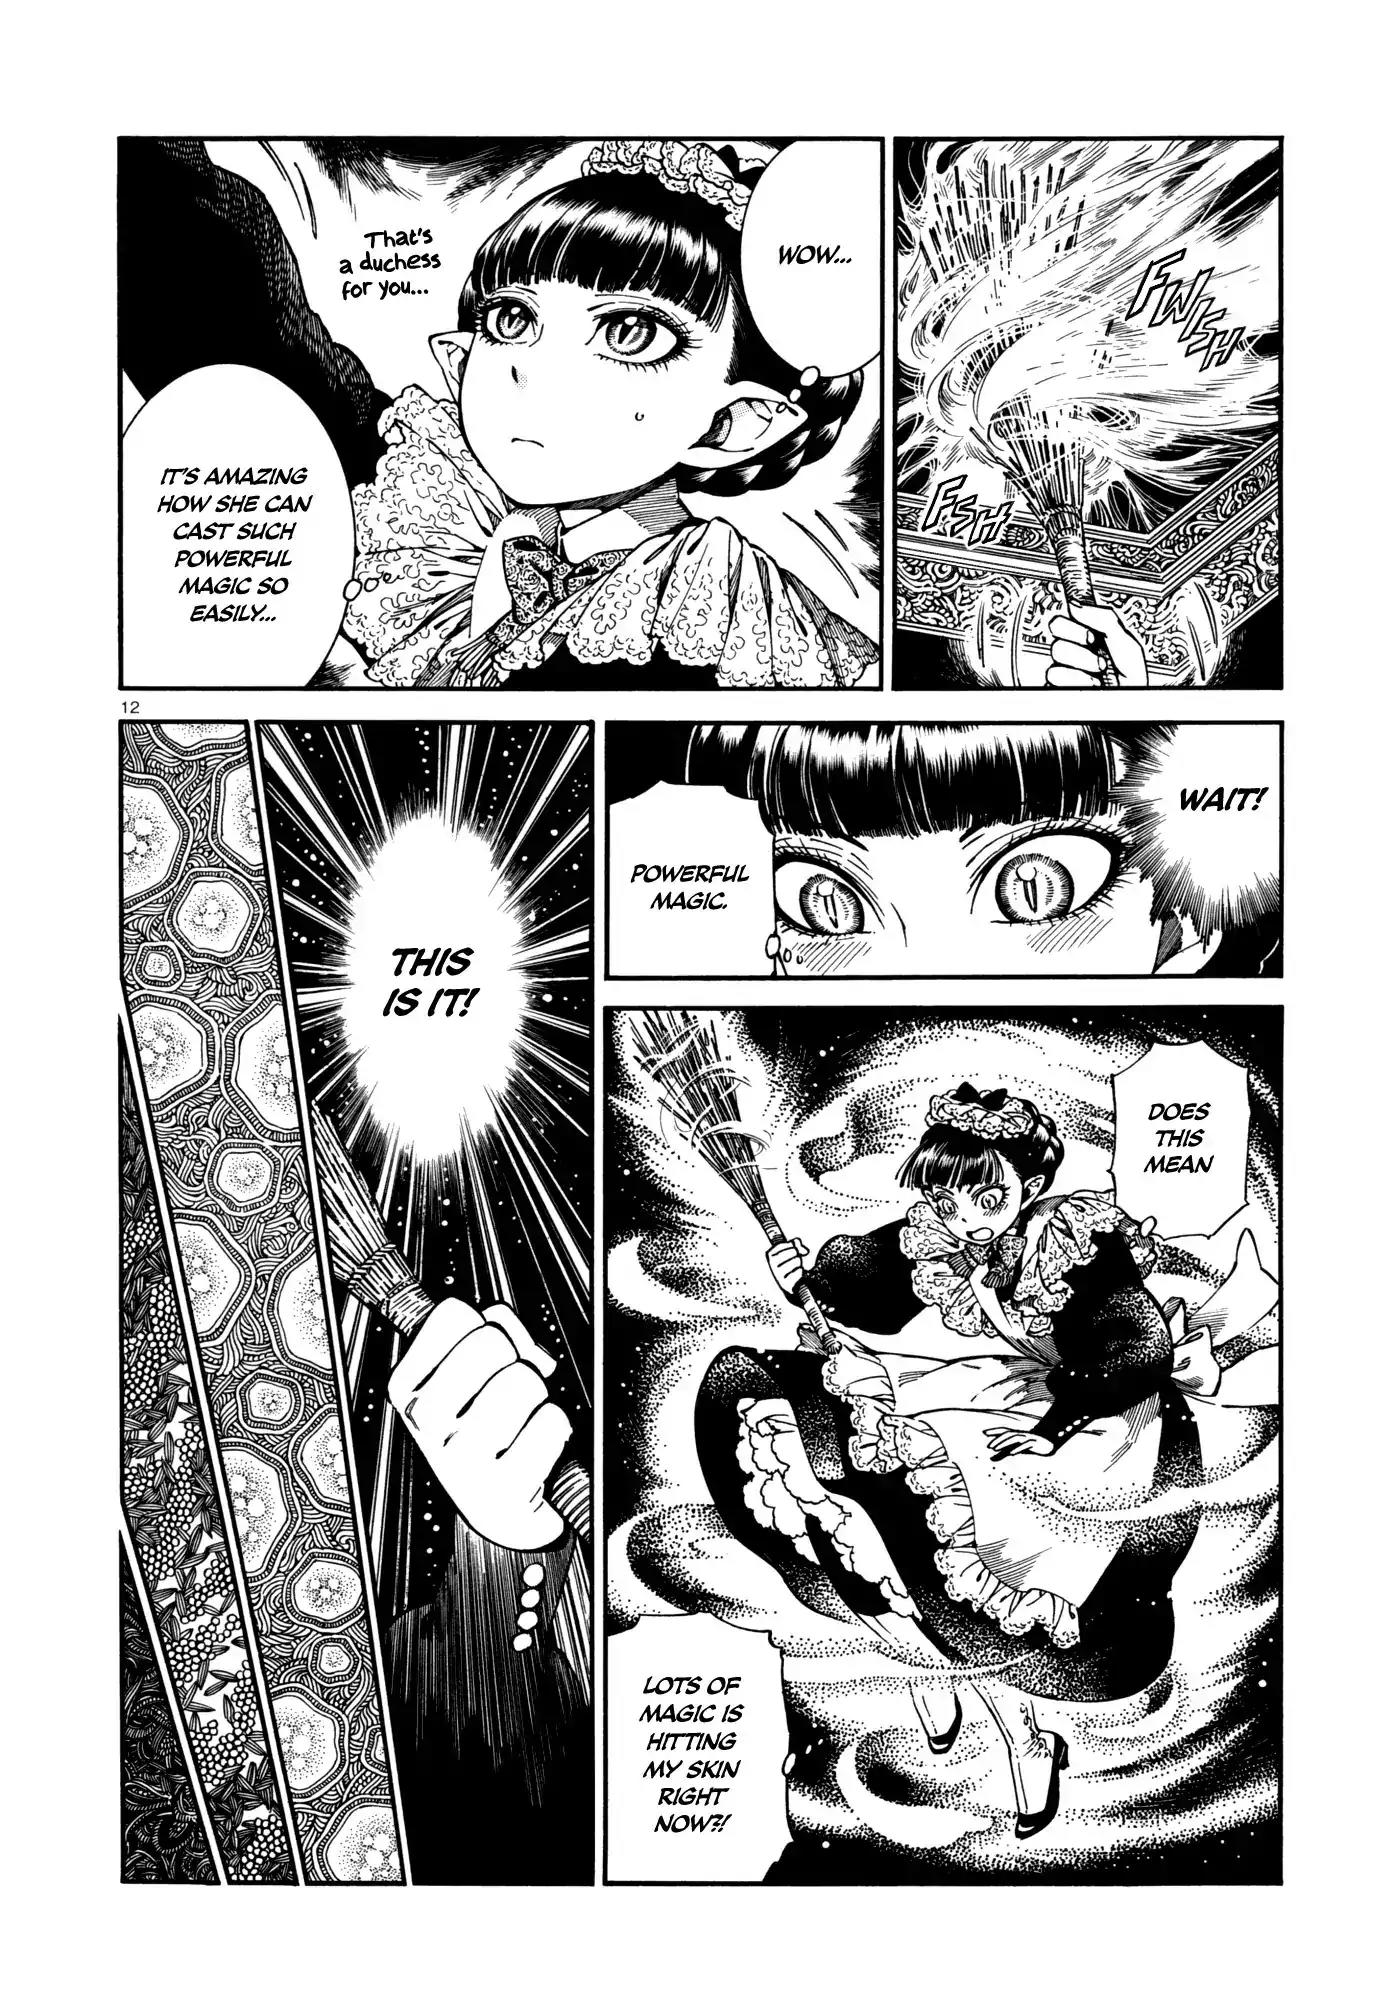 FWISH
FSH
WOW...
That's
a duchess
for you...
IT'S AMAZING
HOW SHE CAN
CAST SUCH
POWERFUL
MAGIC SO
EASILY...
12
WAIT!
POWERFUL
MAGIC.
DOES
THIS
MEAN
LOTS OF
MAGIC IS
HITTING
MY SKIN
RIGHT
NOW?!
THIS
IS IT!